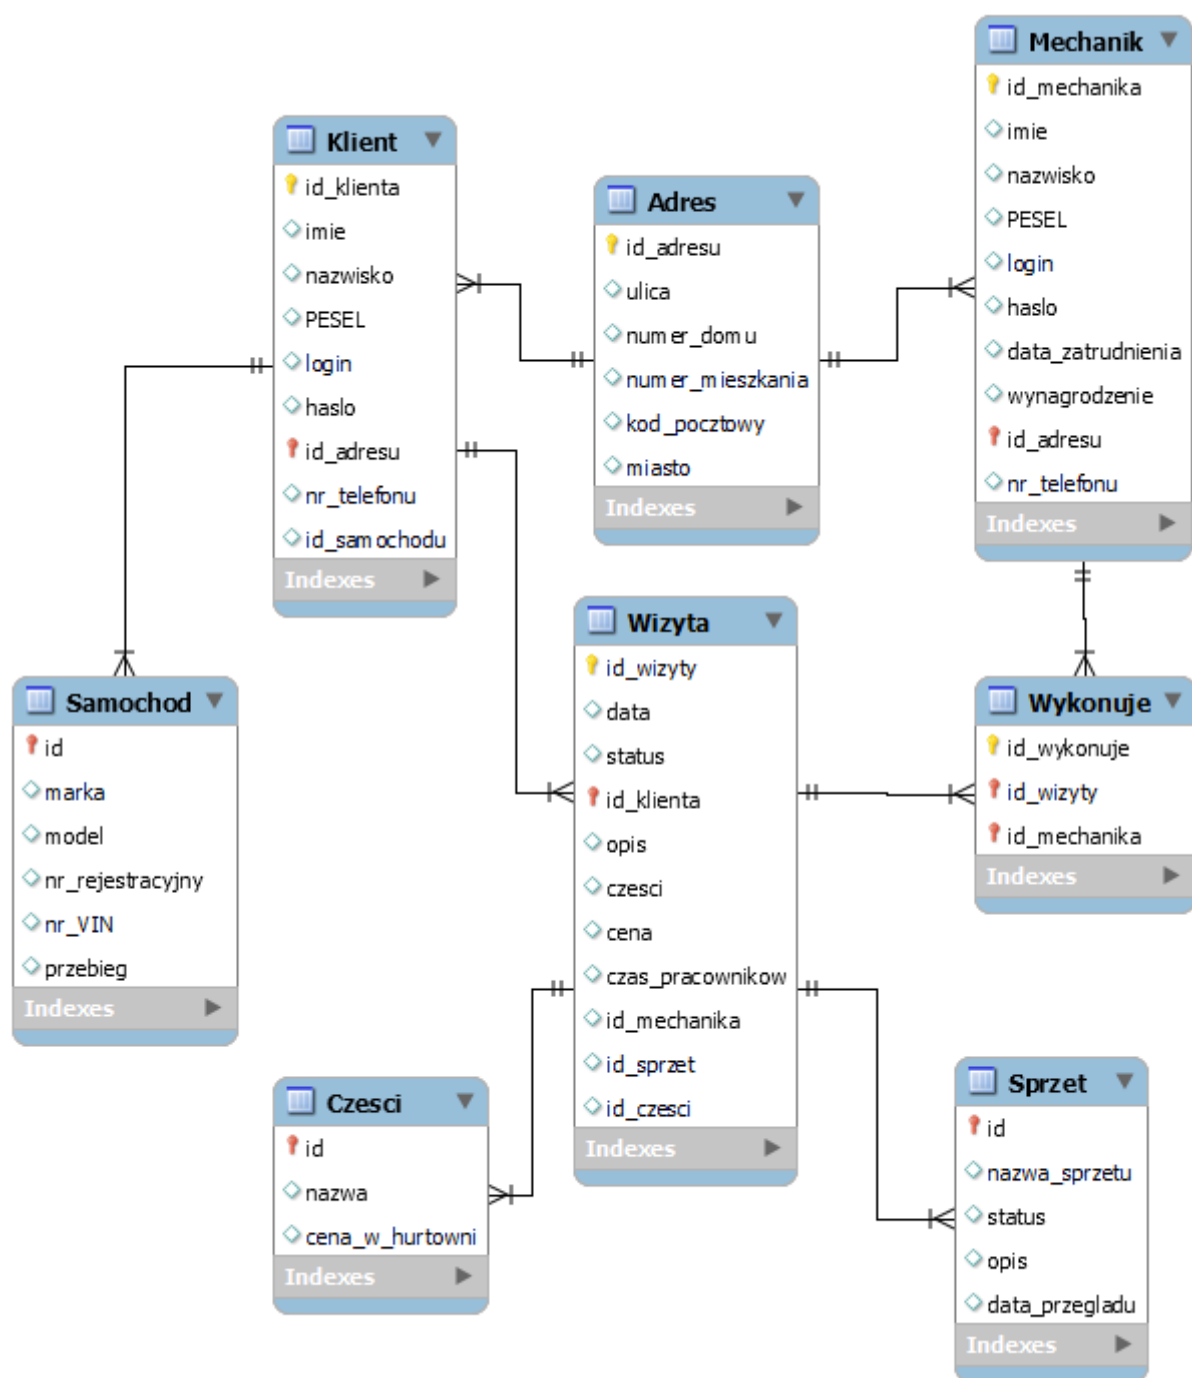 Klient
id_klienta
imie
nazwisko
PESEL
login
haslo
id_adresu
nr_telefonu
id_samochodu
Indexes
Adres
id_adresu
ulica
numer_domu
numer_mieszkania
kod_pocztowy
miasto
Indexes
Mechanik
id_mechanika
imie
nazwisko
PESEL
login
haslo
data_zatrudnienia
wynagrodzenie
id_adresu
nr_telefonu
Indexes
Samochod
id
marka
model
nr_rejestracyjny
nr_VIN
przebieg
Indexes
Wizyta
id_wizyty
data
status
id_klienta
opis
czesci
cena
czas_pracownikow
id_mechanika
id_sprzet
id_czesci
Indexes
Wykonuje
id_wykonuje
id_wizyty
id_mechanika
Indexes
Czesci
id
nazwa
cena_w_hurtowni
Indexes
Sprzet
id
nazwa_sprzetu
status
opis
data_przegladu
Indexes